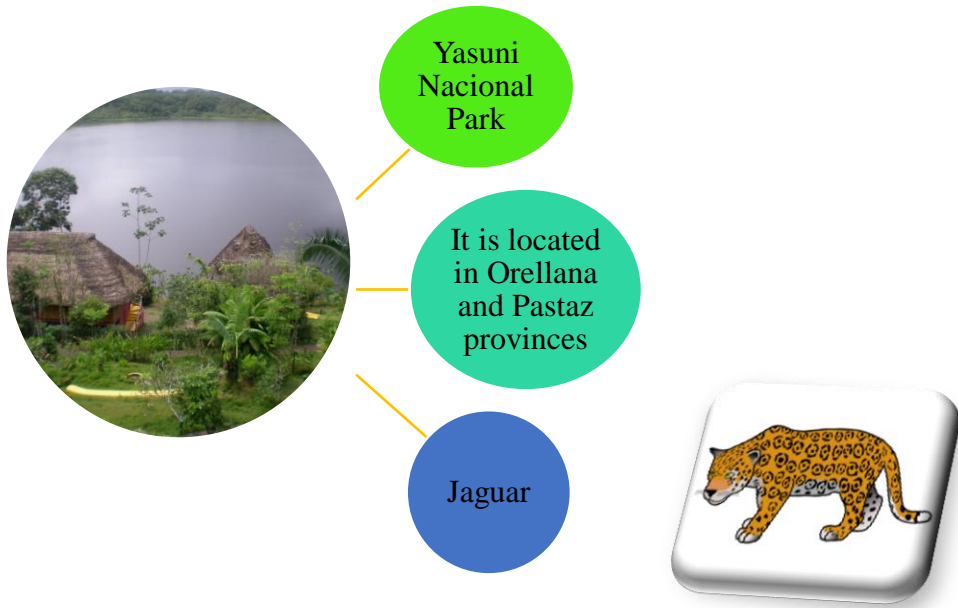 Yasuni
Nacional
Park
It is located
in Orellana
and Pastaz
provinces
Jaguar